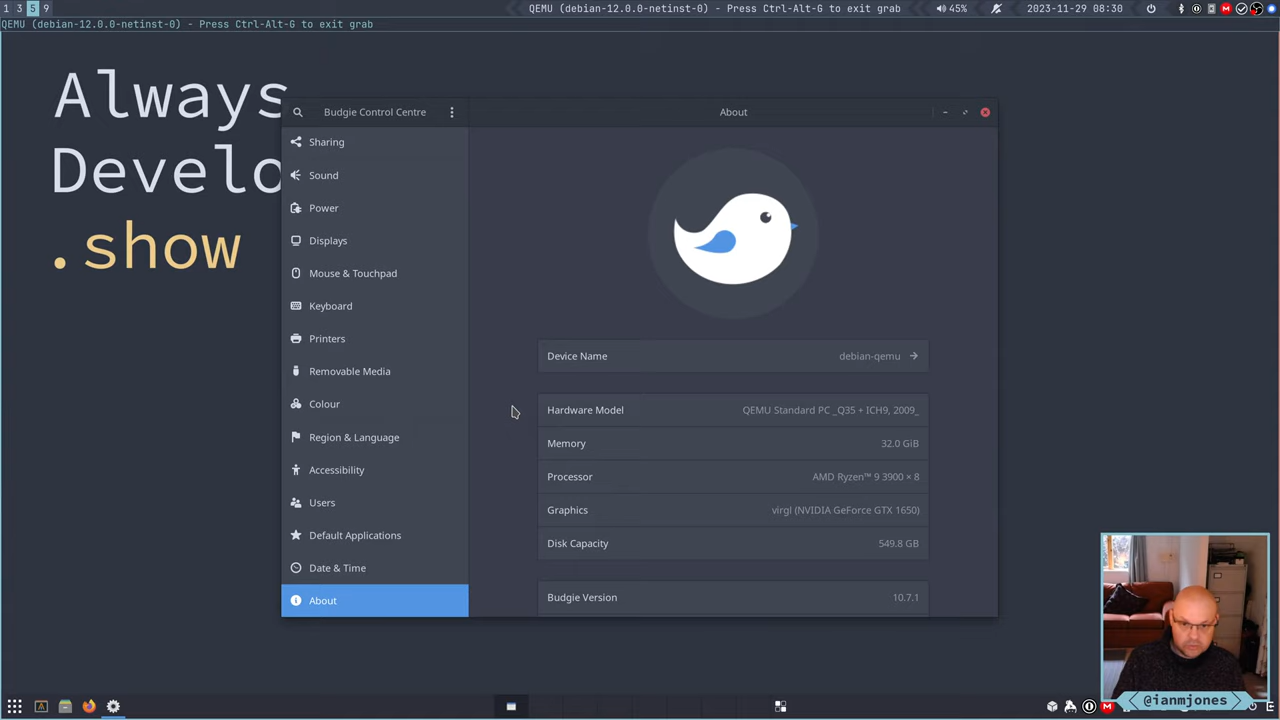 1 3 5 9
QEMU (debian-12.0.0-netinst-0) - Press Ctrl-Alt-G to exit grab
45%
2023-11-29 08:30
QEMU (debian-12.0.0-netinst-0) - Press Ctrl-Alt-G to exit grab
Always
Develo
.show
Budgie Control Centre
About
Sharing
Sound
Power
Displays
Mouse & Touchpad
Keyboard
Printers
Removable Media
Colour
Region & Language
Accessibility
Users
Default Applications
Date & Time
About
Device Name debian-qemu
Hardware Model QEMU Standard PC _Q35 + ICH9, 2009_
Memory 32.0 GiB
Processor AMD Ryzen™ 9 3900 × 8
Graphics virgl (NVIDIA GeForce GTX 1650)
Disk Capacity 549.8 GB
Budgie Version 10.7.1
@ianmjones